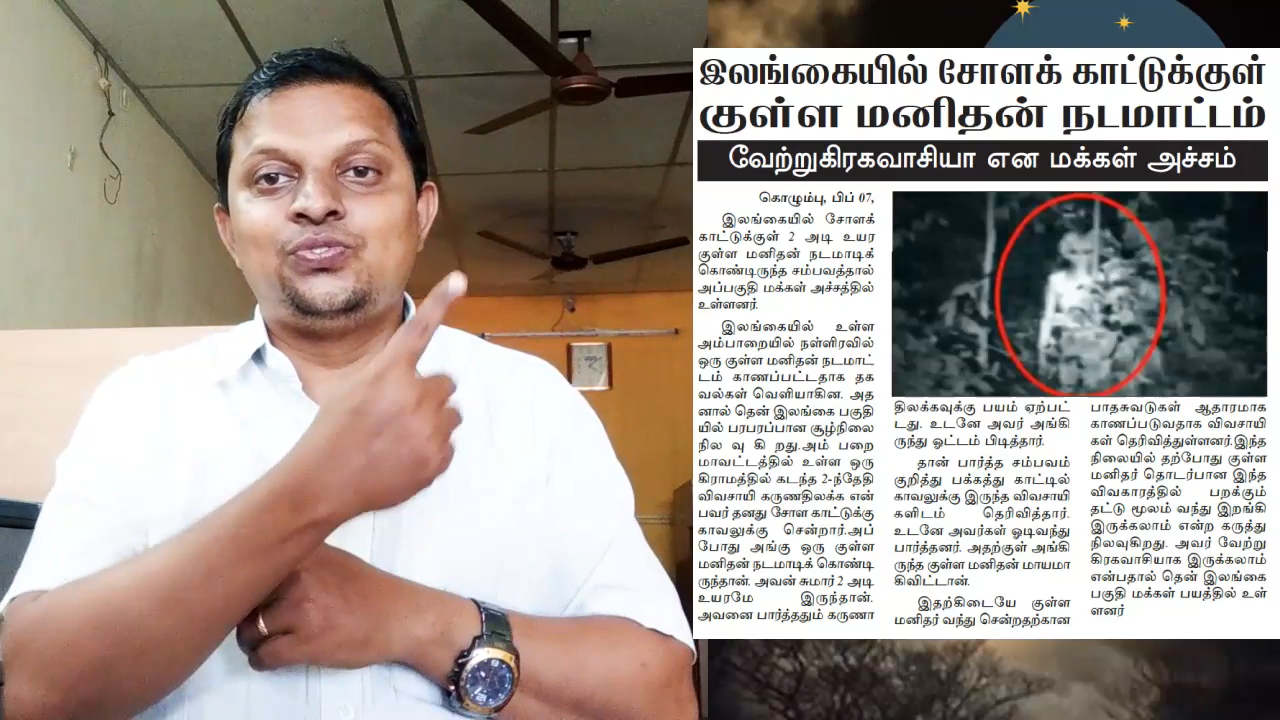 இலங்கையில் சோளக் காட்டுக்குள்
குள்ள மனிதன் நடமாட்டம்
வேற்றுகிரகவாசியா என மக்கள் அச்சம்
கொழும்பு, பிப் 07,
இலங்கையில் சோளக்
காட்டுக்குள் 2 அடி உயர
குள்ள மனிதன் நடமாடிக்
கொண்டிருந்த சம்பவத்தால்
அப்பகுதி மக்கள் அச்சத்தில்
உள்ளனர்.
இலங்கையில் உள்ள
அம்பாறையில் நள்ளிரவில்
ஒரு குள்ள மனிதன் நடமாட்
டம் காணப்பட்டதாக தக
வல்கள் வெளியாகின. அத
னால் தென் இலங்கை பகுதி
யில் பரபரப்பான சூழ்நிலை
நில வு கி றது.அம் பறை
மாவட்டத்தில் உள்ள ஒரு
கிராமத்தில் கடந்த 2-ந்தேதி
விவசாயி கருணதிலக்க என்
பவர் தனது சோள காட்டுக்கு
காவலுக்கு சென்றார்.அப்
போது அங்கு ஒரு குள்ள
மனிதன் நடமாடிக் கொண்டி
ருந்தான். அவன் சுமார் 2 அடி
உயரமே இருந்தான்.
அவனை பார்த்ததும் கருணா
திலக்கவுக்கு பயம் ஏற்பட்
டது. உடனே அவர் அங்கி
ருந்து ஓட்டம் பிடித்தார்.
தான் பார்த்த சம்பவம்
குறித்து பக்கத்து காட்டில்
காவலுக்கு இருந்த விவசாயி
களிடம் தெரிவித்தார்.
உடனே அவர்கள் ஓடிவந்து
பார்த்தனர். அதற்குள் அங்கி
ருந்த குள்ள மனிதன் மாயமா
கிவிட்டான்.
இதற்கிடையே குள்ள
மனிதர் வந்து சென்றதற்கான
பாதசுவடுகள் ஆதாரமாக
காணப்படுவதாக விவசாயி
கள் தெரிவித்துள்ளனர்.இந்த
நிலையில் தற்போது குள்ள
மனிதர் தொடர்பான இந்த
விவகாரத்தில் பறக்கும்
தட்டு மூலம் வந்து இறங்கி
இருக்கலாம் என்ற கருத்து
நிலவுகிறது. அவர் வேற்று
கிரகவாசியாக இருக்கலாம்
என்பதால் தென் இலங்கை
பகுதி மக்கள் பயத்தில் உள்
ளனர்